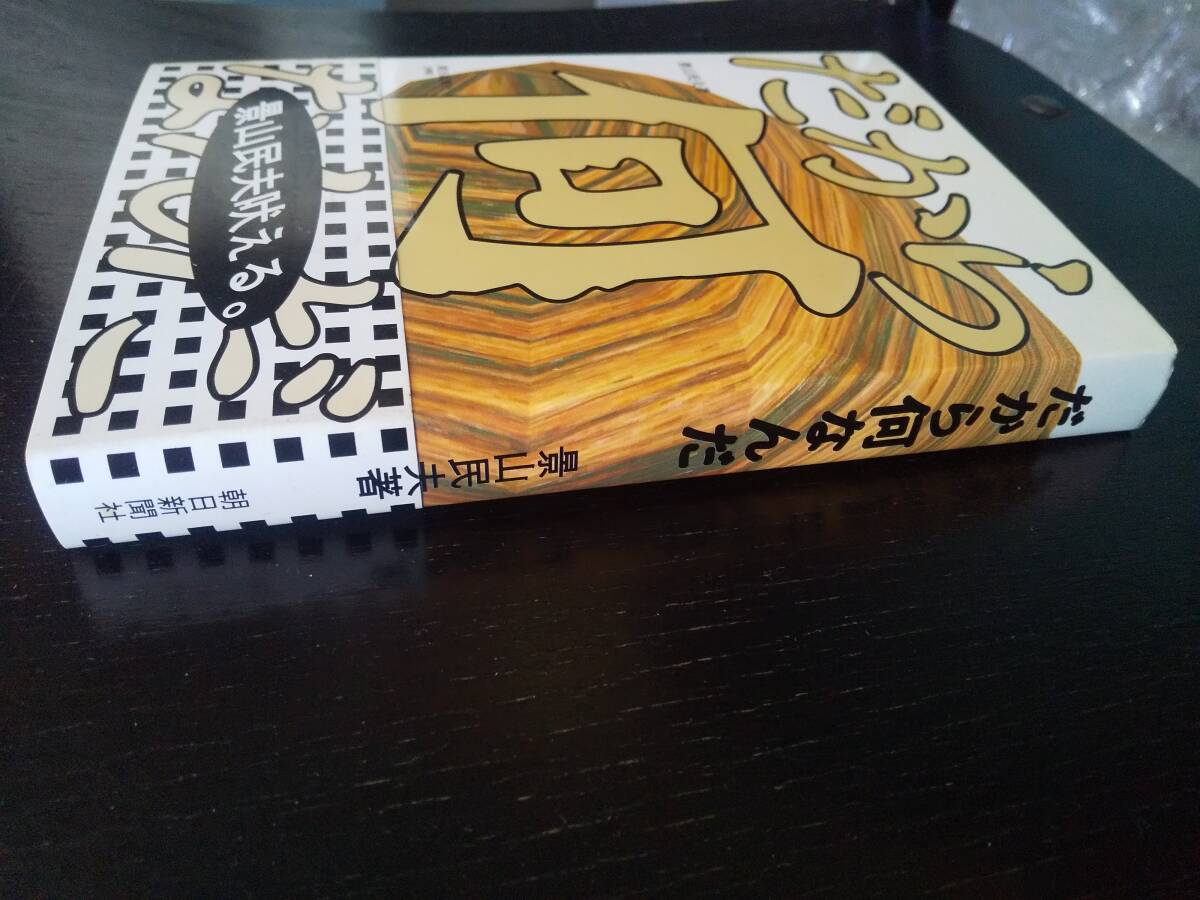 だから
何
なんだ
景山民夫吠える。
だから何なんだ
景山民夫著
朝日新聞社